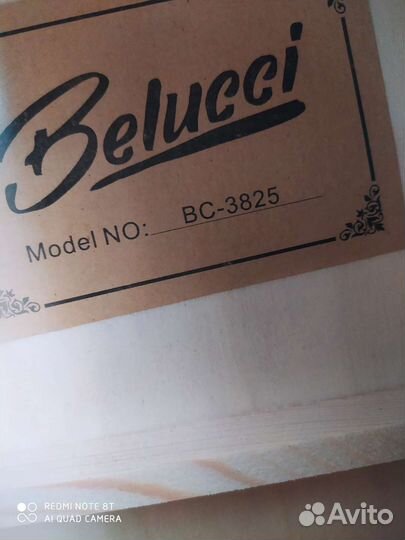 Belucci
Model NO: BC-3825
REDMI NOTE 8T
AI QUAD CAMERA
Avito